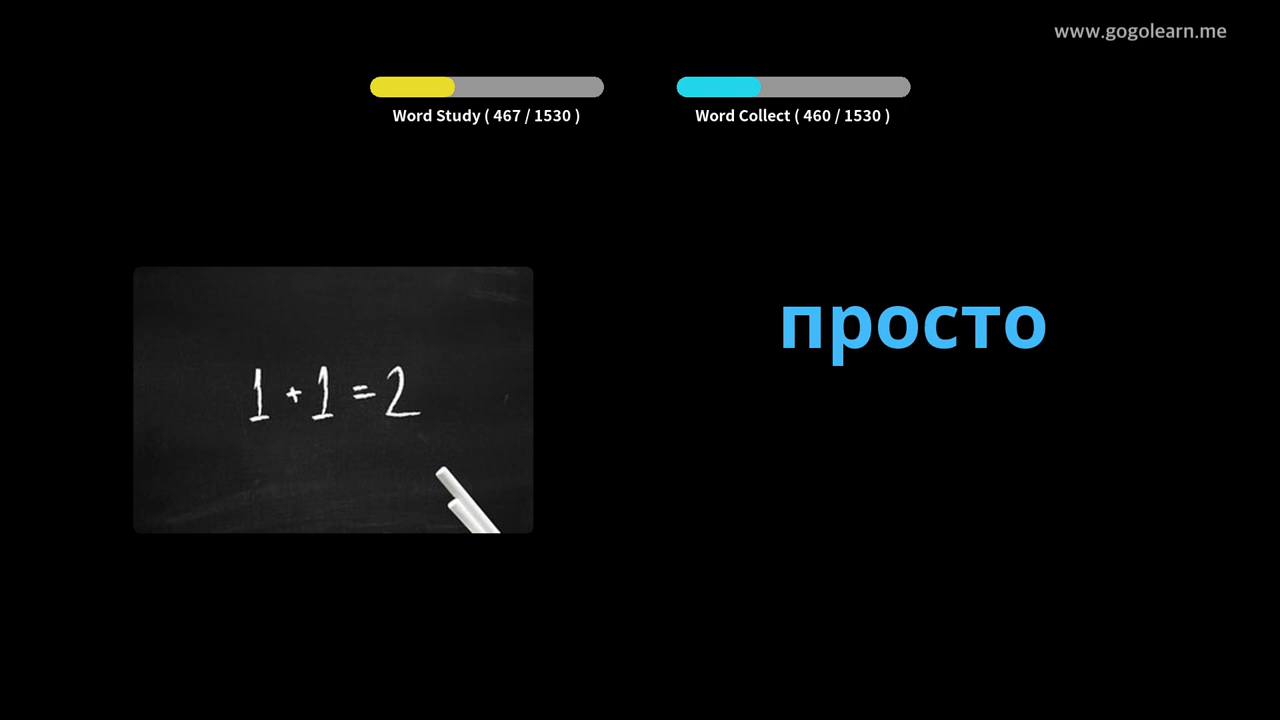 www.gogolearn.me
Word Study ( 467 / 1530 )
Word Collect ( 460 / 1530 )
просто
1 + 1 = 2